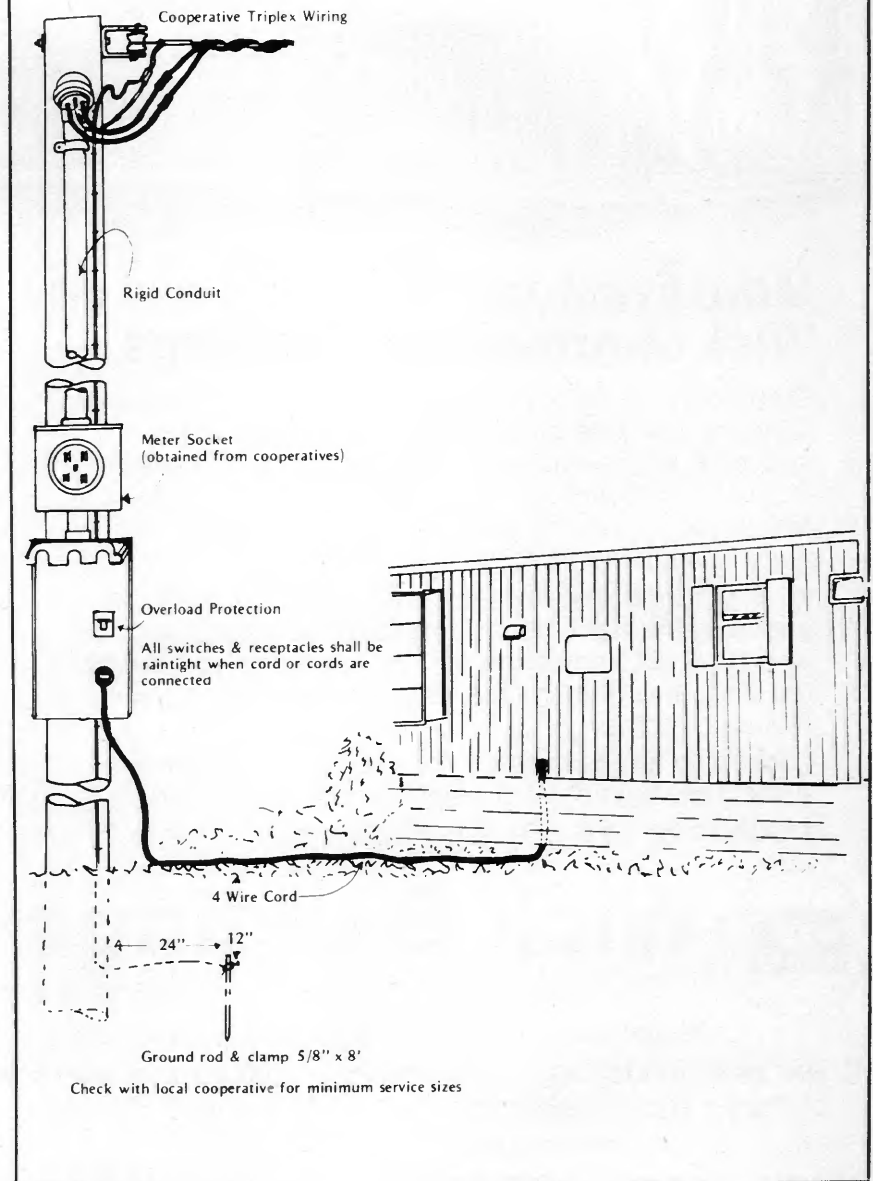 Cooperative Triplex Wiring
Rigid Conduit
Meter Socket
(obtained from cooperatives)
Overload Protection
All switches & receptacles shall be
raintight when cord or cords are
connected
4 Wire Cord
24"
12"
Ground rod & clamp 5/8" x 8'
Check with local cooperative for minimum service sizes